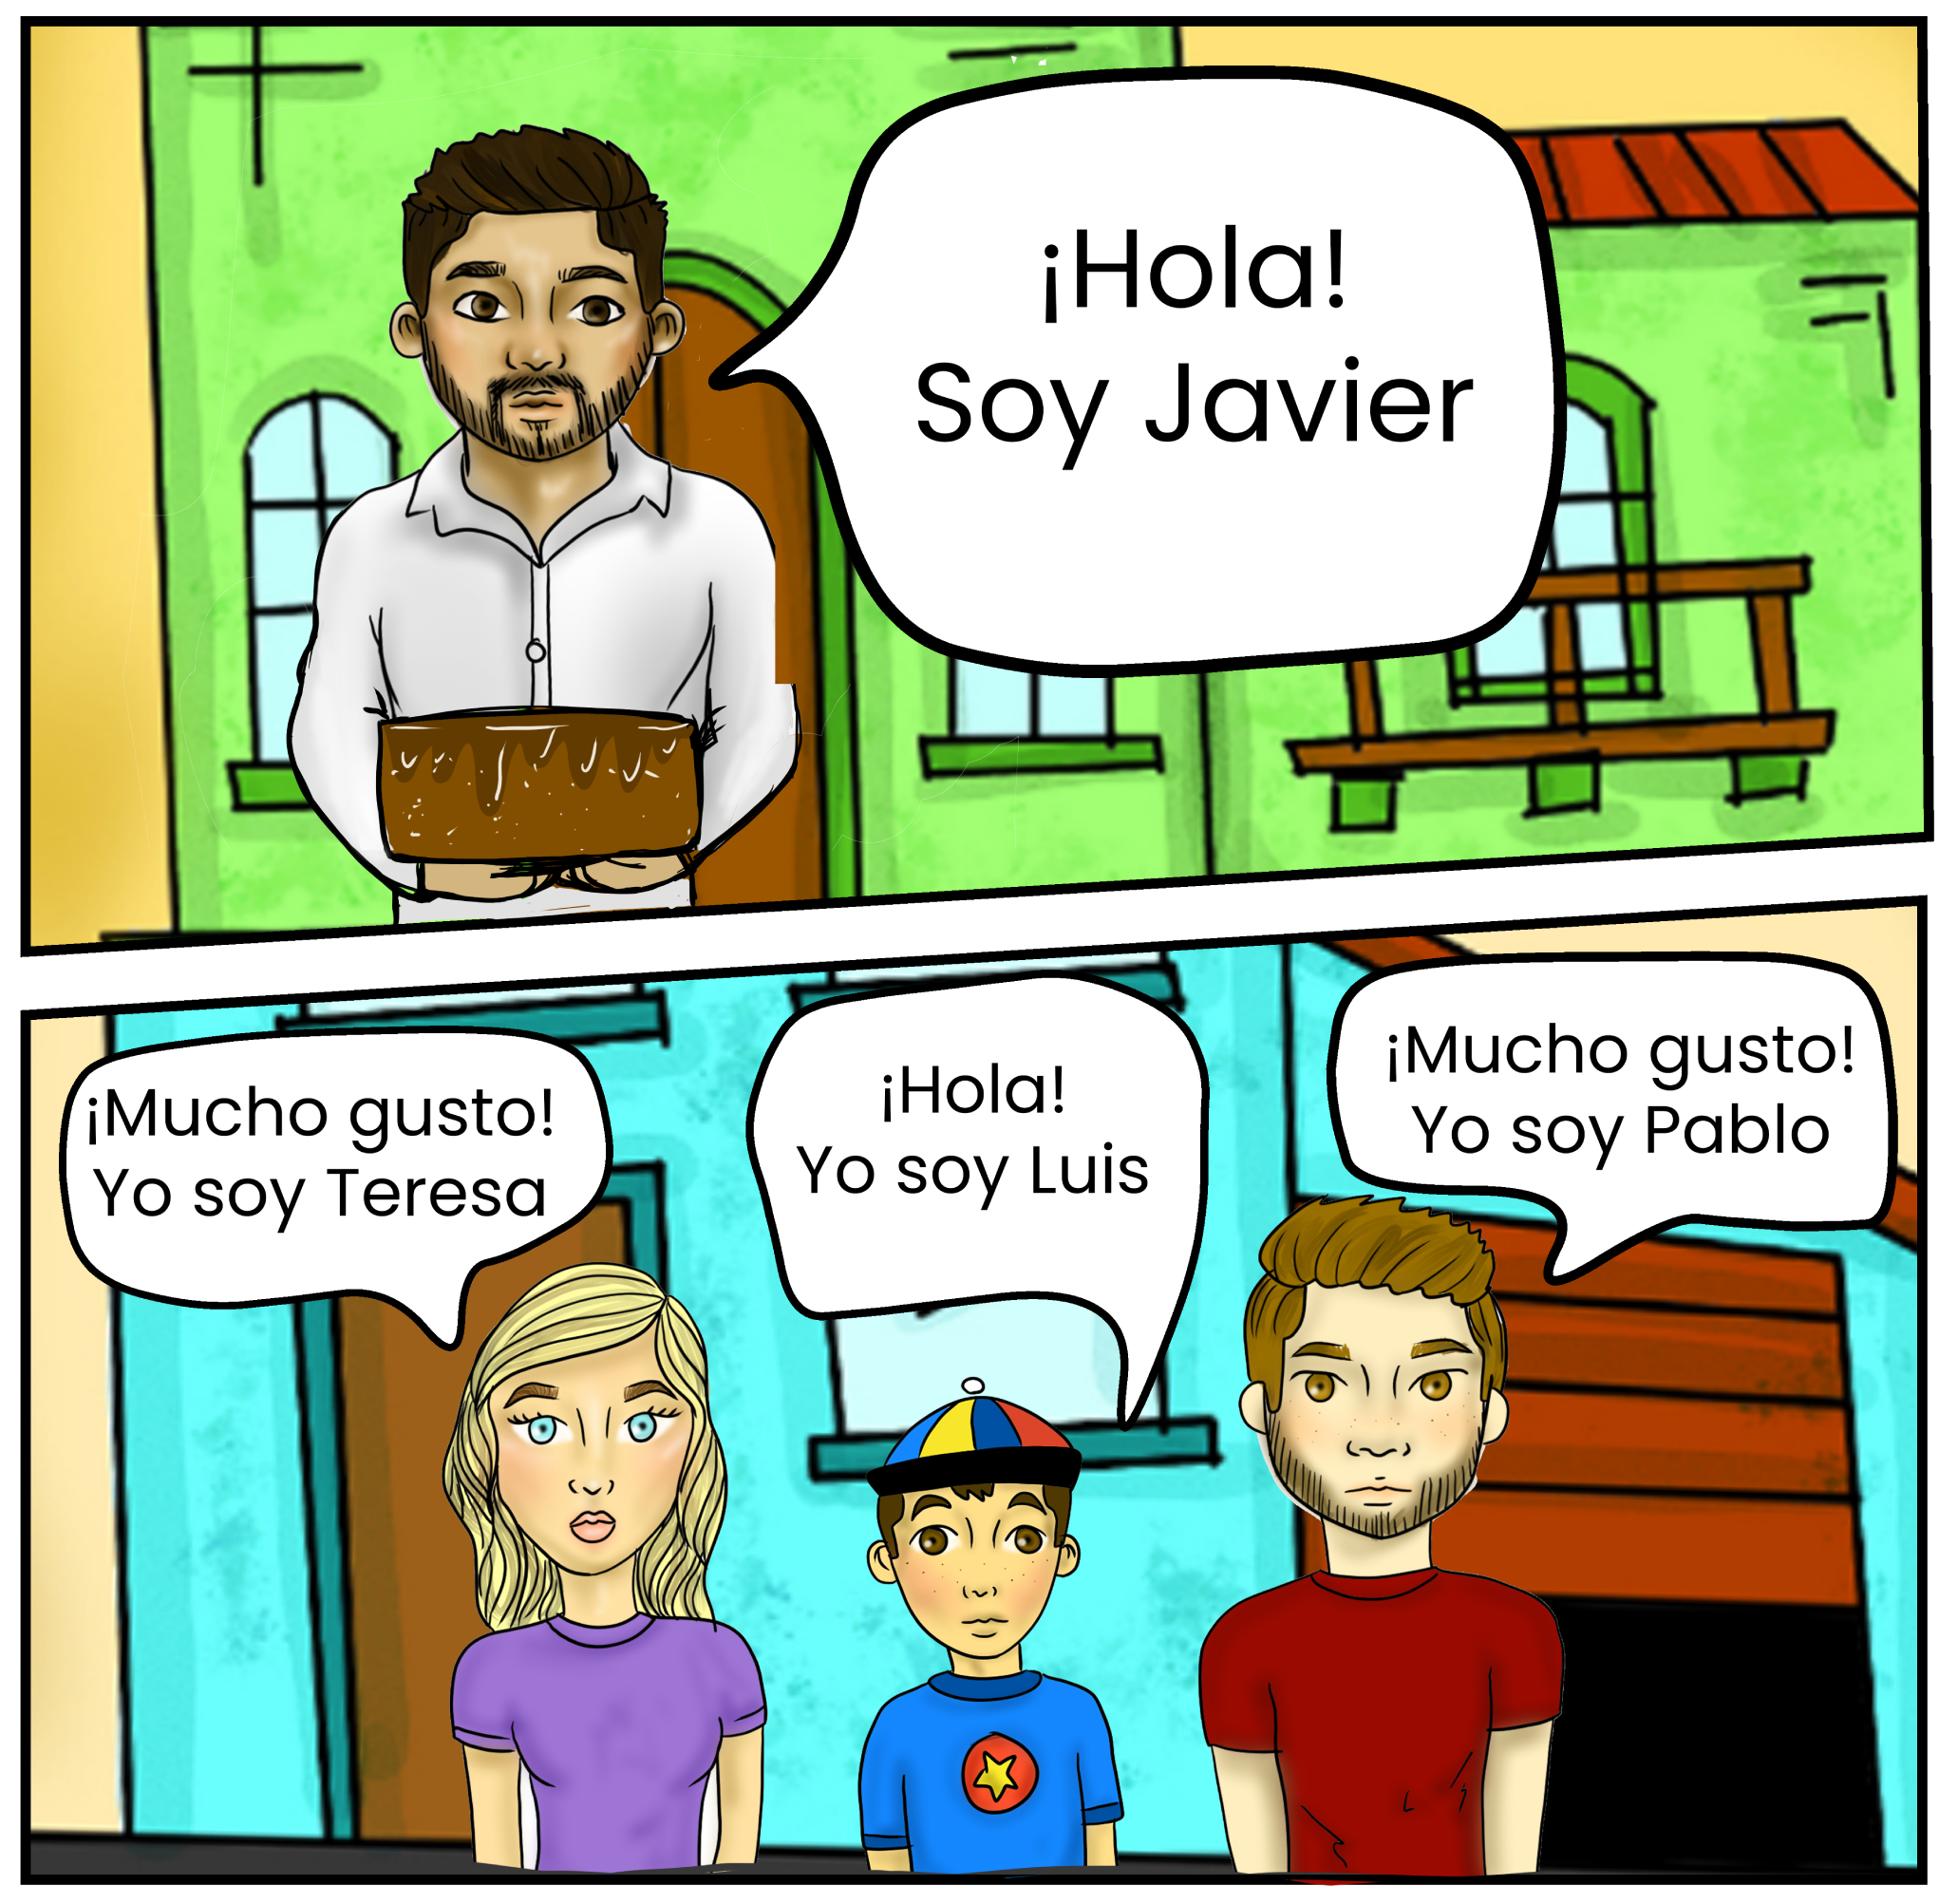 ¡Hola!
Soy Javier
¡Mucho gusto!
Yo soy Teresa
¡Hola!
Yo soy Luis
¡Mucho gusto!
Yo soy Pablo